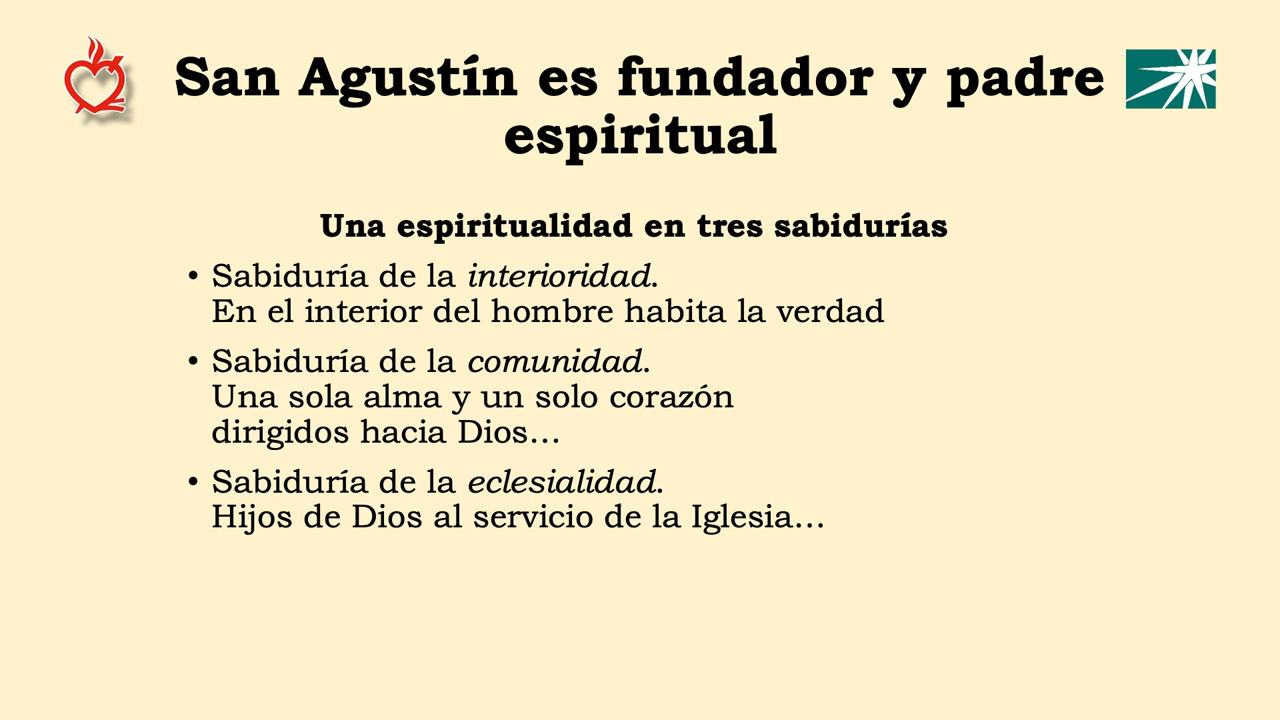 San Agustín es fundador y padre
espiritual
Una espiritualidad en tres sabidurías
• Sabiduría de la interioridad.
En el interior del hombre habita la verdad
• Sabiduría de la comunidad.
Una sola alma y un solo corazón
dirigidos hacia Dios…
• Sabiduría de la eclesialidad.
Hijos de Dios al servicio de la Iglesia…